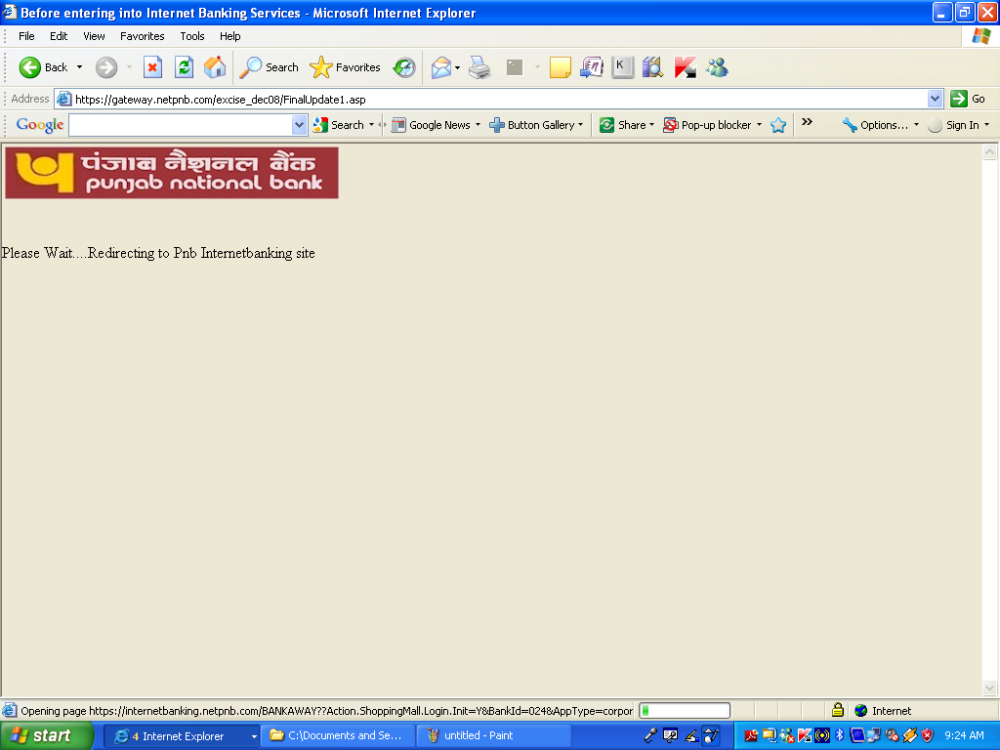 Before entering into Internet Banking Services - Microsoft Internet Explorer
File Edit View Favorites Tools Help
Back Search Favorites K
Address https://gateway.netpnb.com/excise_dec08/FinalUpdate1.asp Go
Google Search Google News Button Gallery Share Pop-up blocker » Options... Sign In
पंजाब नैशनल बैंक
punjab national bank
Please Wait....Redirecting to Pnb Internetbanking site
Opening page https://internetbanking.netpnb.com/BANKAWAY??Action.ShoppingMall.Login.Init=Y&BankId=024&AppType=corpor Internet
start 4 Internet Explorer C:\Documents and Se... untitled - Paint 9:24 AM